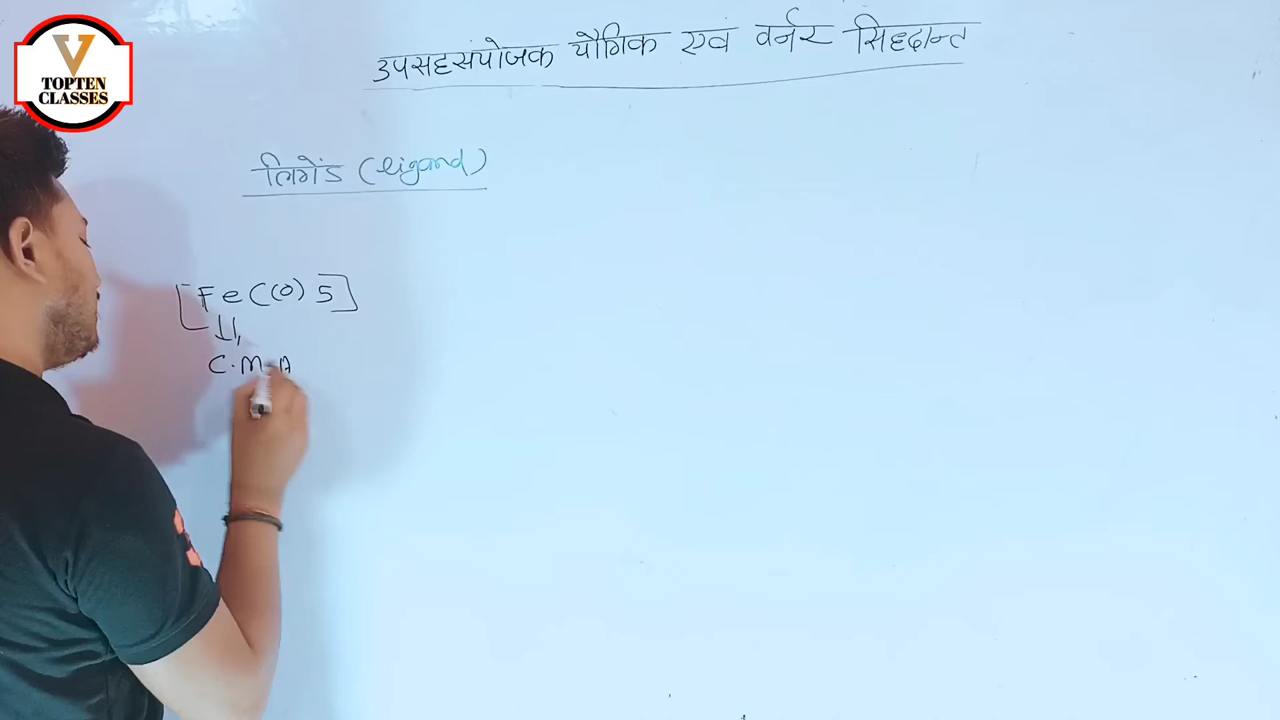 V
TOPTEN
CLASSES
उपसहसंयोजक यौगिक एवं वर्नर सिद्धान्त
लिगेंड (ligand)
[Fe(CO)5]
C.M.A